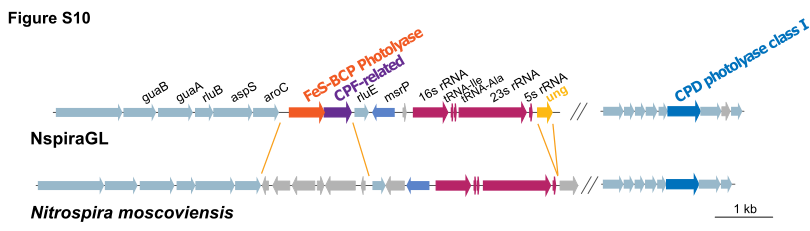 Figure S10
guaB
guaA
rluB
aspS
aroC
FeS-BCP Photolyase
CPF-related
rluE
msrP
16s rRNA
tRNA-Ile
tRNA-Ala
23s rRNA
5s rRNA
ung
CPD photolyase class I
NspiraGL
Nitrospira moscoviensis
1 kb